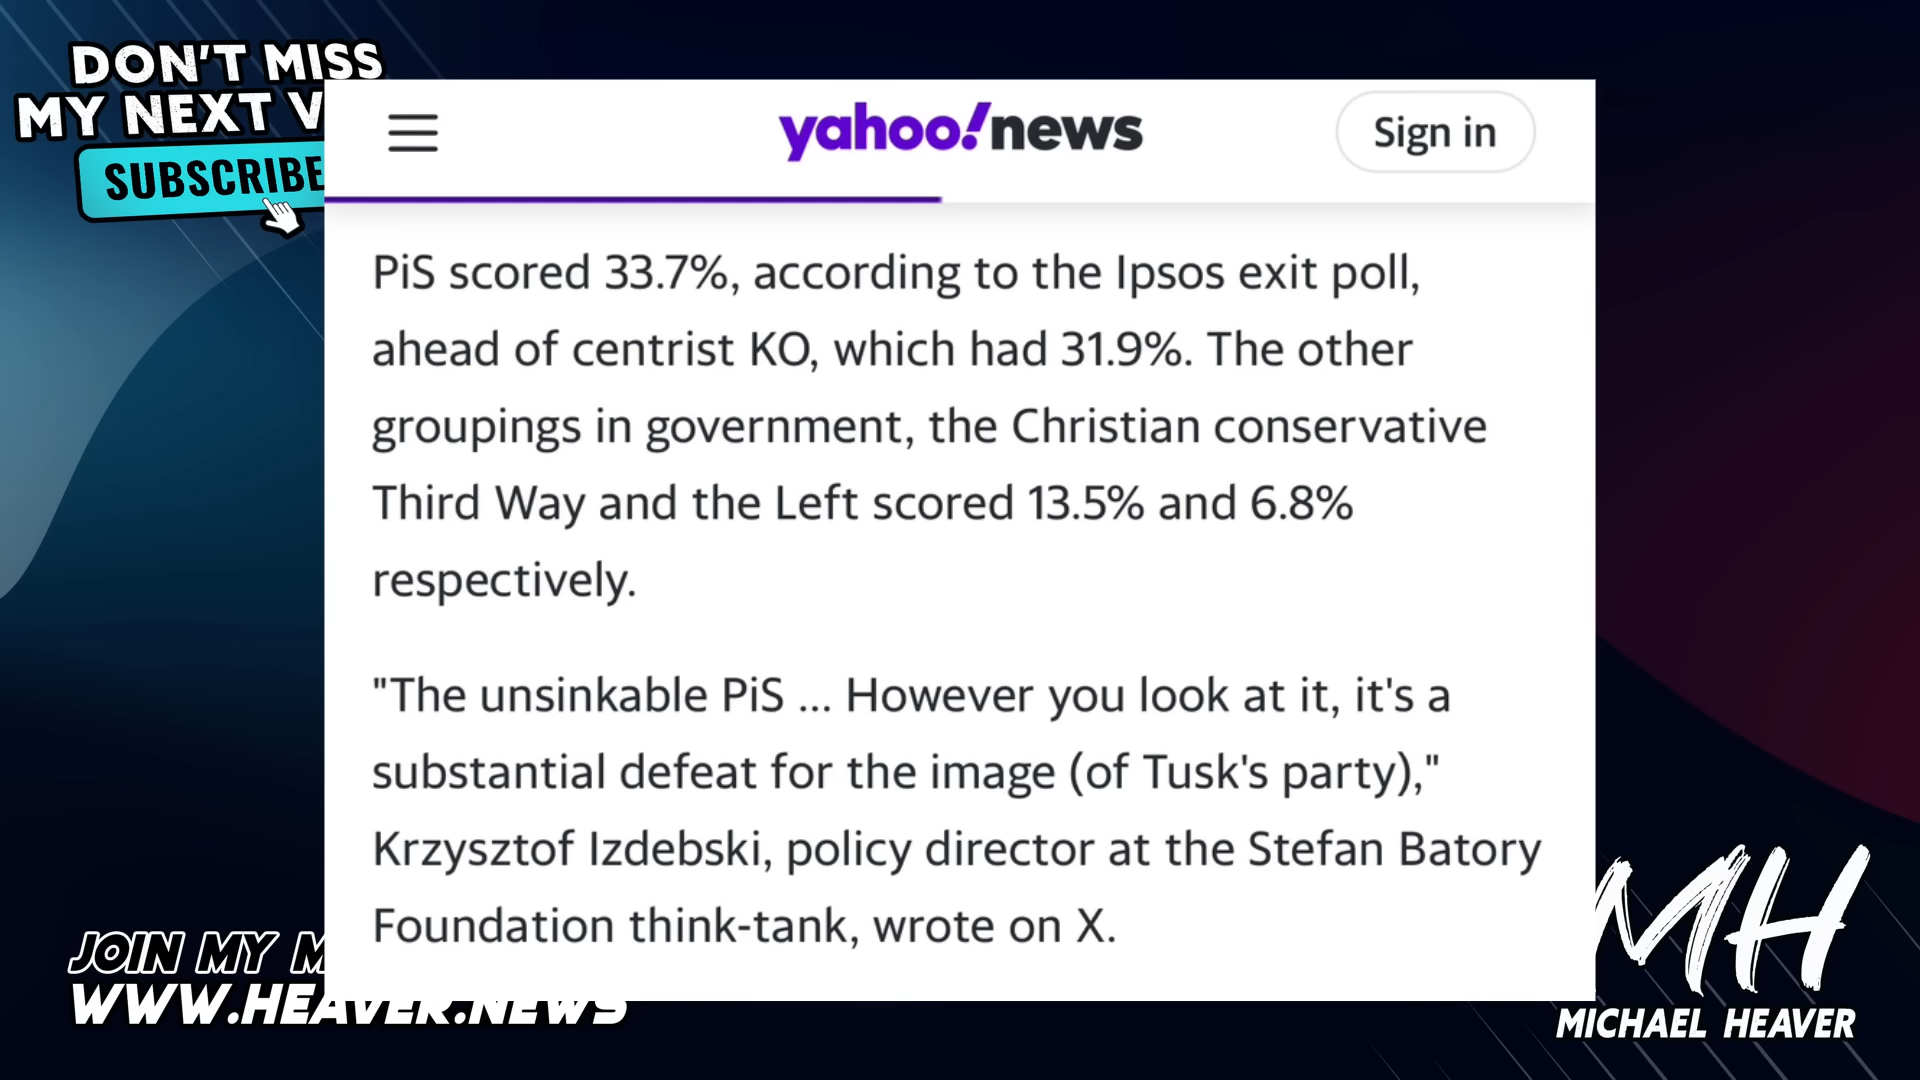 DON'T MISS
MY NEXT V
SUBSCRIBE
yahoo!news
Sign in
PiS scored 33.7%, according to the Ipsos exit poll,
ahead of centrist KO, which had 31.9%. The other
groupings in government, the Christian conservative
Third Way and the Left scored 13.5% and 6.8%
respectively.
"The unsinkable PiS ... However you look at it, it's a
substantial defeat for the image (of Tusk's party),"
Krzysztof Izdebski, policy director at the Stefan Batory
Foundation think-tank, wrote on X.
JOIN MY M
WWW.HEAVER.NEWS
MH
MICHAEL HEAVER